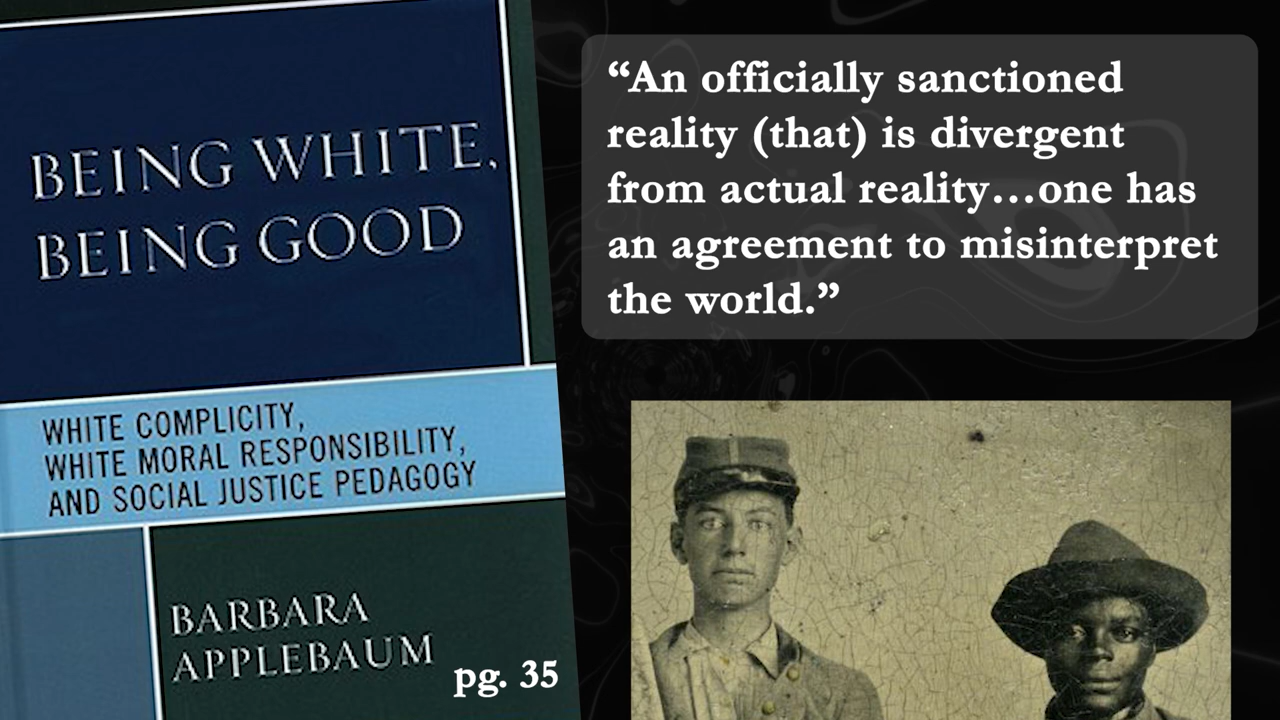 BEING WHITE,
BEING GOOD
WHITE COMPLICITY,
WHITE MORAL RESPONSIBILITY,
AND SOCIAL JUSTICE PEDAGOGY
BARBARA
APPLEBAUM
pg. 35
“An officially sanctioned
reality (that) is divergent
from actual reality…one has
an agreement to misinterpret
the world.”